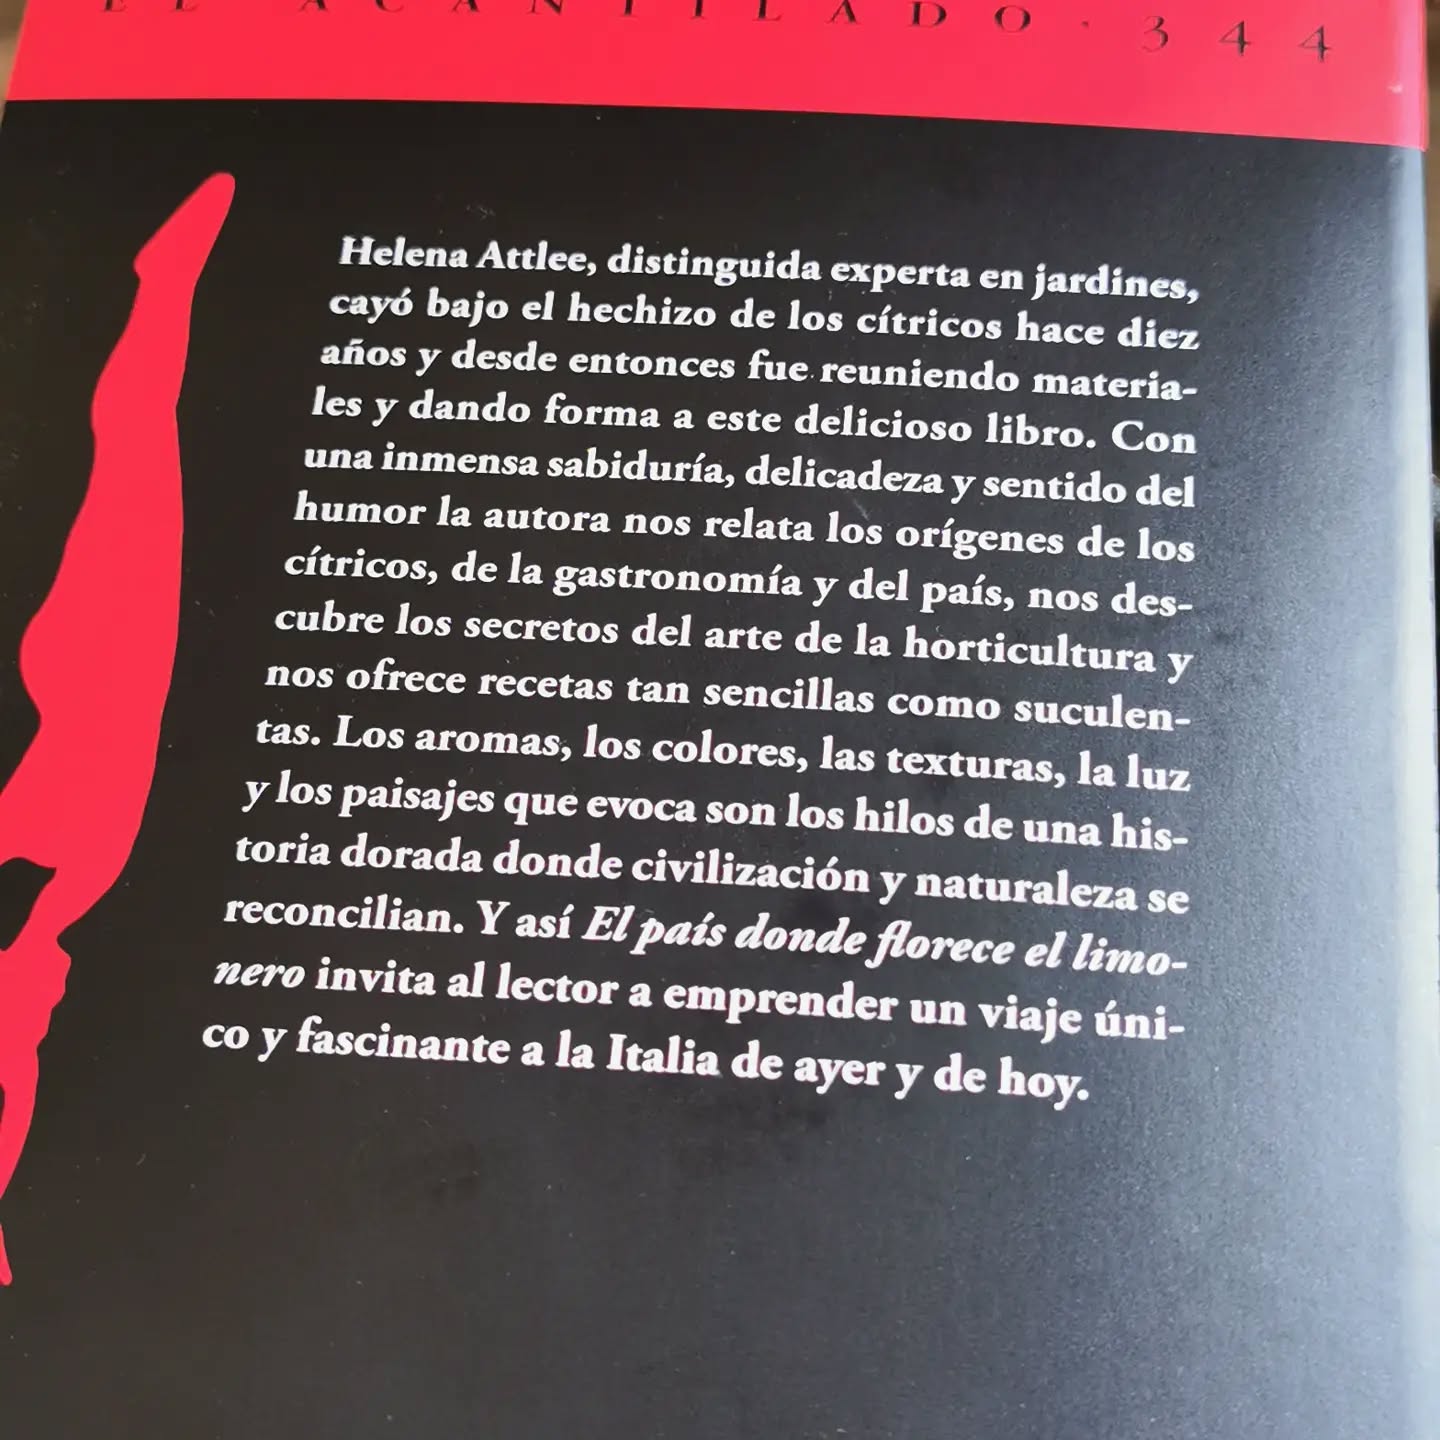 EL ACANTILADO · 344
Helena Attlee, distinguida experta en jardines,
cayó bajo el hechizo de los cítricos hace diez
años y desde entonces fue reuniendo materia-
les y dando forma a este delicioso libro. Con
una inmensa sabiduría, delicadeza y sentido del
humor la autora nos relata los orígenes de los
cítricos, de la gastronomía y del país, nos des-
cubre los secretos del arte de la horticultura y
nos ofrece recetas tan sencillas como suculen-
tas. Los aromas, los colores, las texturas, la luz
y los paisajes que evoca son los hilos de una his-
toria dorada donde civilización y naturaleza se
reconcilian. Y así El país donde florece el limo-
nero invita al lector a emprender un viaje úni-
co y fascinante a la Italia de ayer y de hoy.